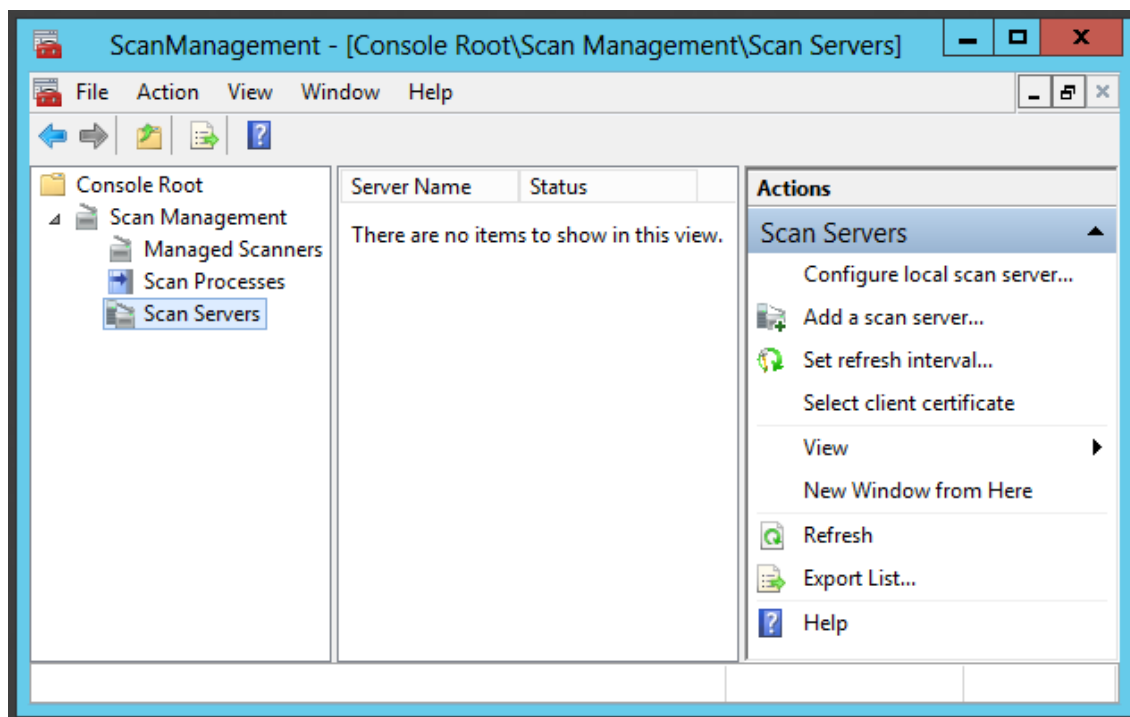 ScanManagement - [Console Root\Scan Management\Scan Servers]
File Action View Window Help
Console Root
Scan Management
Managed Scanners
Scan Processes
Scan Servers
Server Name Status
There are no items to show in this view.
Actions
Scan Servers
Configure local scan server...
Add a scan server...
Set refresh interval...
Select client certificate
View
New Window from Here
Refresh
Export List...
Help